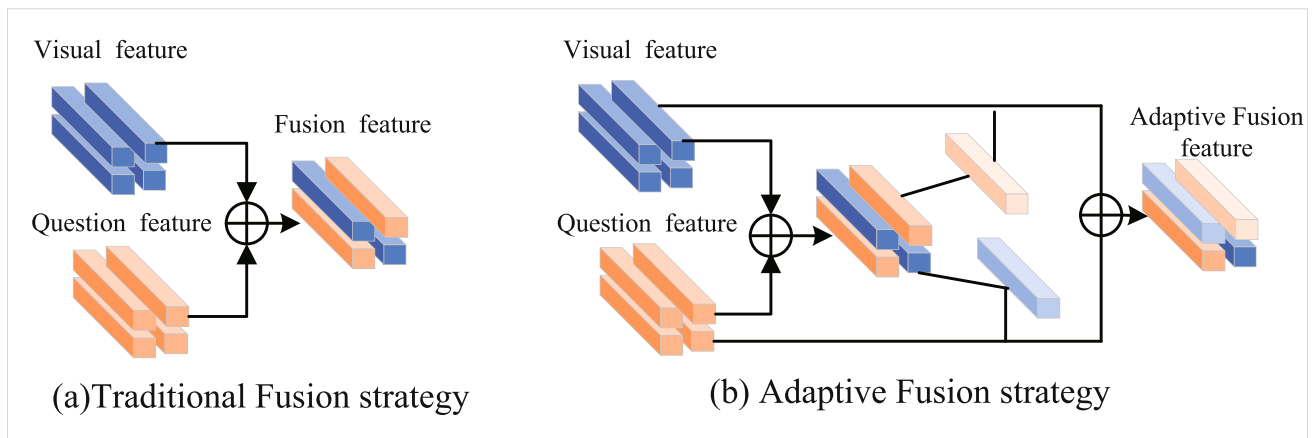 Visual feature
Fusion feature
Question feature
(a)Traditional Fusion strategy
Visual feature
Adaptive Fusion
feature
Question feature
(b) Adaptive Fusion strategy